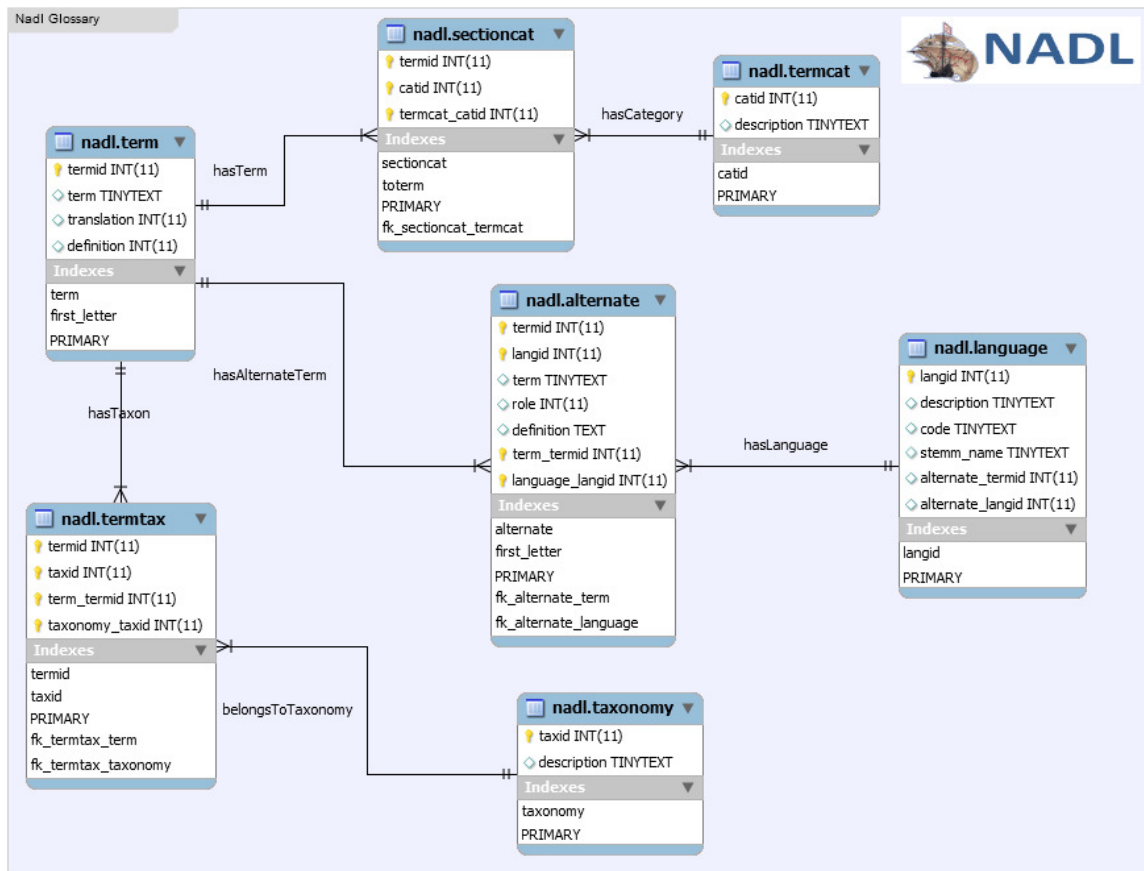 Nadl Glossary
NADL
nadl.sectioncat
termid INT(11)
catid INT(11)
termcat_catid INT(11)
Indexes
sectioncat
toterm
PRIMARY
fk_sectioncat_termcat
hasCategory
nadl.termcat
catid INT(11)
description TINYTEXT
Indexes
catid
PRIMARY
nadl.term
termid INT(11)
term TINYTEXT
translation INT(11)
definition INT(11)
Indexes
term
first_letter
PRIMARY
hasTerm
hasAlternateTerm
hasTaxon
nadl.alternate
termid INT(11)
langid INT(11)
term TINYTEXT
role INT(11)
definition TEXT
term_termid INT(11)
language_langid INT(11)
Indexes
alternate
first_letter
PRIMARY
fk_alternate_term
fk_alternate_language
hasLanguage
nadl.language
langid INT(11)
description TINYTEXT
code TINYTEXT
stemm_name TINYTEXT
alternate_termid INT(11)
alternate_langid INT(11)
Indexes
langid
PRIMARY
nadl.termtax
termid INT(11)
taxid INT(11)
term_termid INT(11)
taxonomy_taxid INT(11)
Indexes
termid
taxid
PRIMARY
fk_termtax_term
fk_termtax_taxonomy
belongsToTaxonomy
nadl.taxonomy
taxid INT(11)
description TINYTEXT
Indexes
taxonomy
PRIMARY